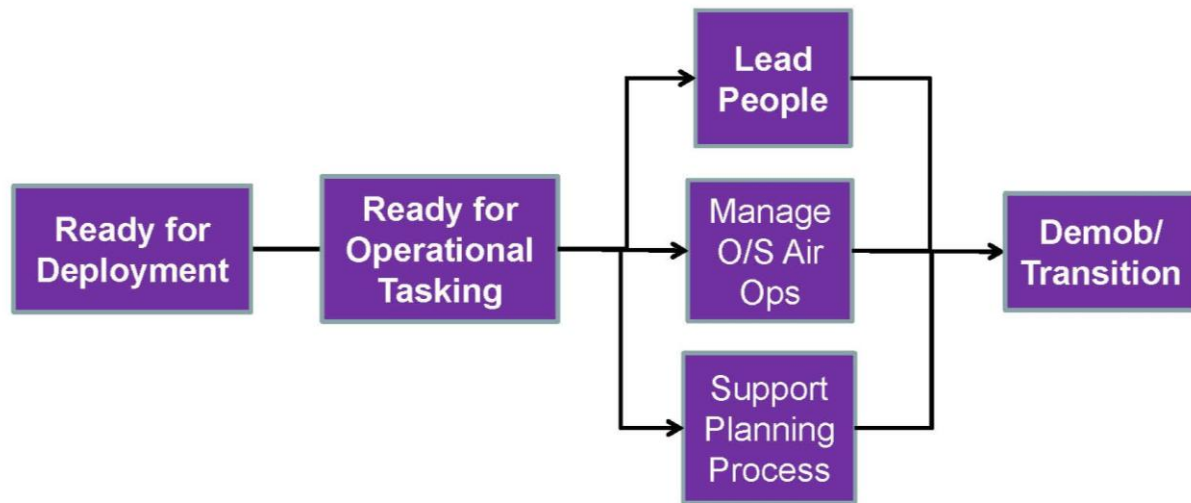 Ready for
Deployment
Ready for
Operational
Tasking
Lead
People
Manage
O/S Air
Ops
Support
Planning
Process
Demob/
Transition